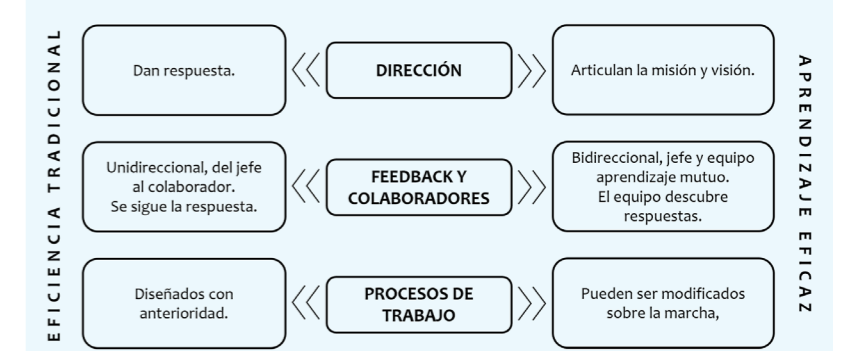 EFICIENCIA TRADICIONAL
Dan respuesta.
DIRECCIÓN
Articulan la misión y visión.
Unidireccional, del jefe
al colaborador.
Se sigue la respuesta.
FEEDBACK Y
COLABORADORES
Bidireccional, jefe y equipo
aprendizaje mutuo.
El equipo descubre
respuestas.
Diseñados con
anterioridad.
PROCESOS DE
TRABAJO
Pueden ser modificados
sobre la marcha,
APRENDIZAJE EFICAZ